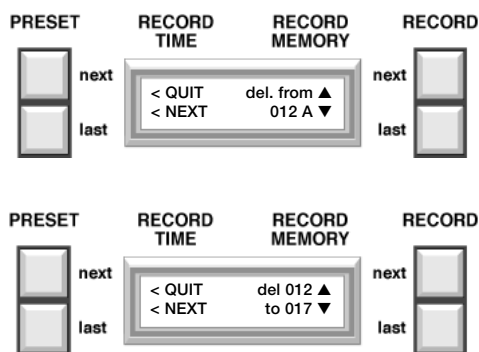 PRESET RECORD TIME RECORD MEMORY RECORD
next next
< QUIT del. from ▲
< NEXT 012 A ▼
last last
PRESET RECORD TIME RECORD MEMORY RECORD
next next
< QUIT del 012 ▲
< NEXT to 017 ▼
last last